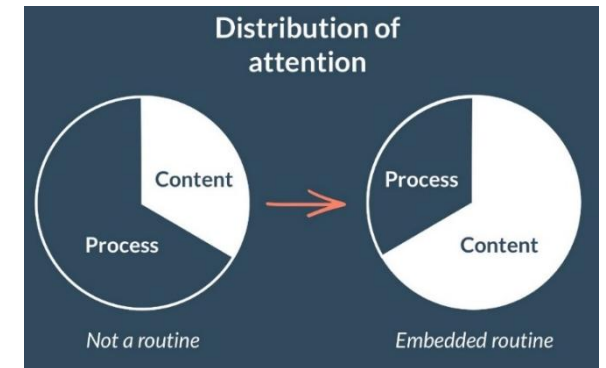 Distribution of
attention
Content
Process
Process
Content
Not a routine
Embedded routine